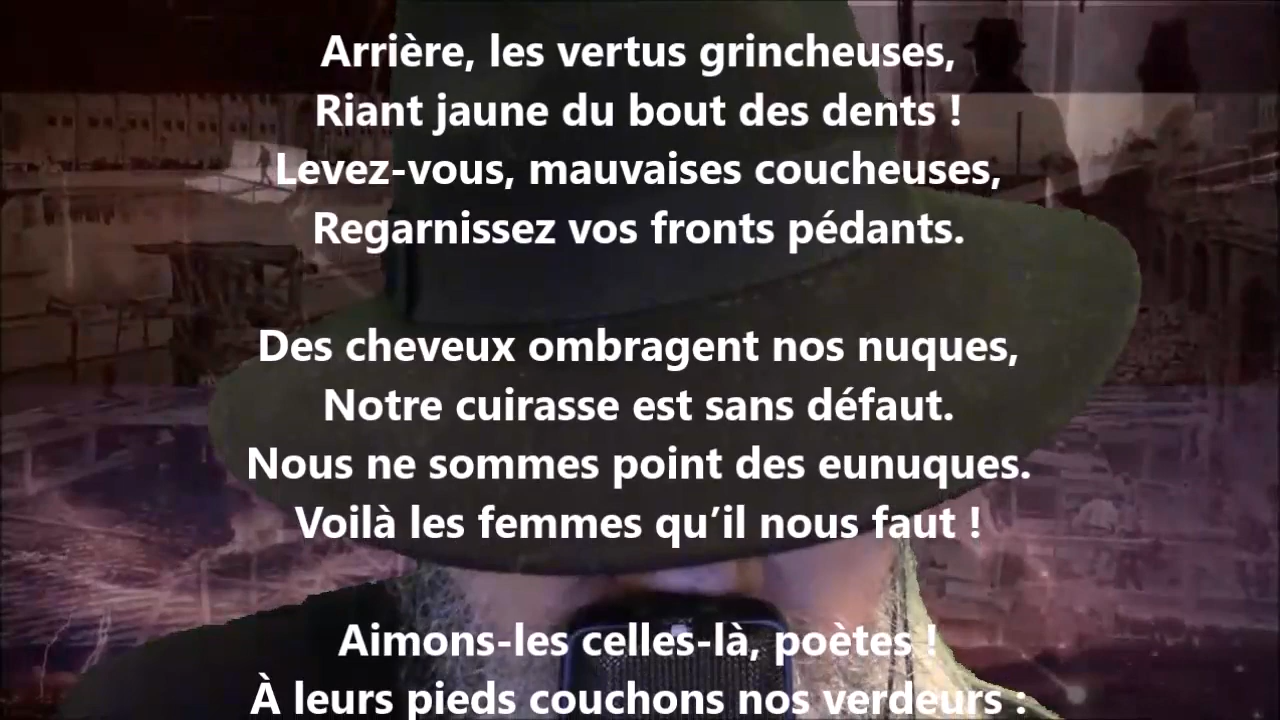 Arrière, les vertus grincheuses,
Riant jaune du bout des dents !
Levez-vous, mauvaises coucheuses,
Regarnissez vos fronts pédants.
Des cheveux ombragent nos nuques,
Notre cuirasse est sans défaut.
Nous ne sommes point des eunuques.
Voilà les femmes qu’il nous faut !
Aimons-les celles-là, poètes !
À leurs pieds couchons nos verdeurs :